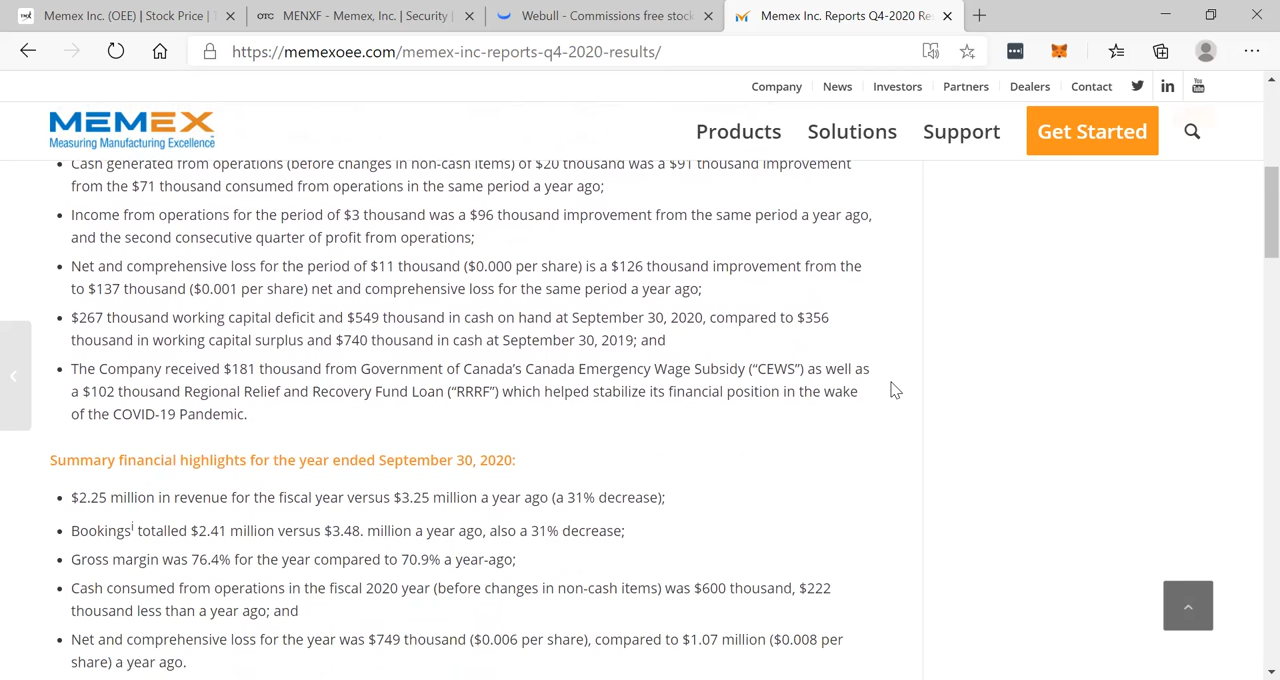 Memex Inc. (OEE) | Stock Price |
OTC MENXF - Memex, Inc. | Security |
Webull - Commissions free stock
Memex Inc. Reports Q4-2020 Re
https://memexoee.com/memex-inc-reports-q4-2020-results/
Company News Investors Partners Dealers Contact in You Tube
MEMEX
Measuring Manufacturing Excellence
Products Solutions Support Get Started
• Cash generated from operations (before changes in non-cash items) of $20 thousand was a $91 thousand improvement
from the $71 thousand consumed from operations in the same period a year ago;
• Income from operations for the period of $3 thousand was a $96 thousand improvement from the same period a year ago,
and the second consecutive quarter of profit from operations;
• Net and comprehensive loss for the period of $11 thousand ($0.000 per share) is a $126 thousand improvement from the
to $137 thousand ($0.001 per share) net and comprehensive loss for the same period a year ago;
• $267 thousand working capital deficit and $549 thousand in cash on hand at September 30, 2020, compared to $356
thousand in working capital surplus and $740 thousand in cash at September 30, 2019; and
• The Company received $181 thousand from Government of Canada's Canada Emergency Wage Subsidy (“CEWS”) as well as
a $102 thousand Regional Relief and Recovery Fund Loan (“RRRF”) which helped stabilize its financial position in the wake
of the COVID-19 Pandemic.
Summary financial highlights for the year ended September 30, 2020:
• $2.25 million in revenue for the fiscal year versus $3.25 million a year ago (a 31% decrease);
• Bookingsi totalled $2.41 million versus $3.48. million a year ago, also a 31% decrease;
• Gross margin was 76.4% for the year compared to 70.9% a year-ago;
• Cash consumed from operations in the fiscal 2020 year (before changes in non-cash items) was $600 thousand, $222
thousand less than a year ago; and
• Net and comprehensive loss for the year was $749 thousand ($0.006 per share), compared to $1.07 million ($0.008 per
share) a year ago.